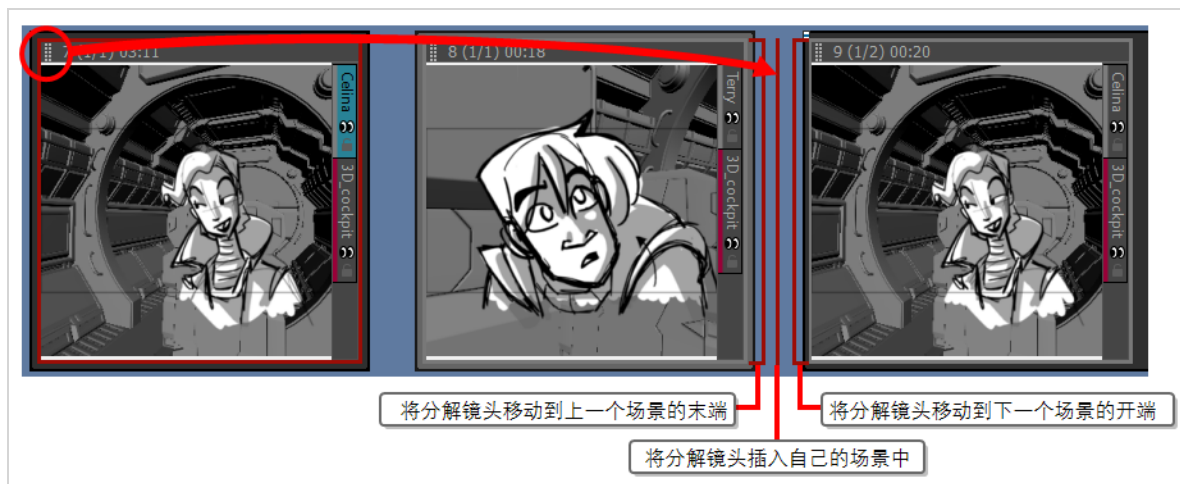 7 (1/1) 03:11
8 (1/1) 00:18
9 (1/2) 00:20
Celina
3D_cockpit
Terry
3D_cockpit
Celina
3D_cockpit
将分解镜头移动到上一个场景的末端
将分解镜头移动到下一个场景的开端
将分解镜头插入自己的场景中